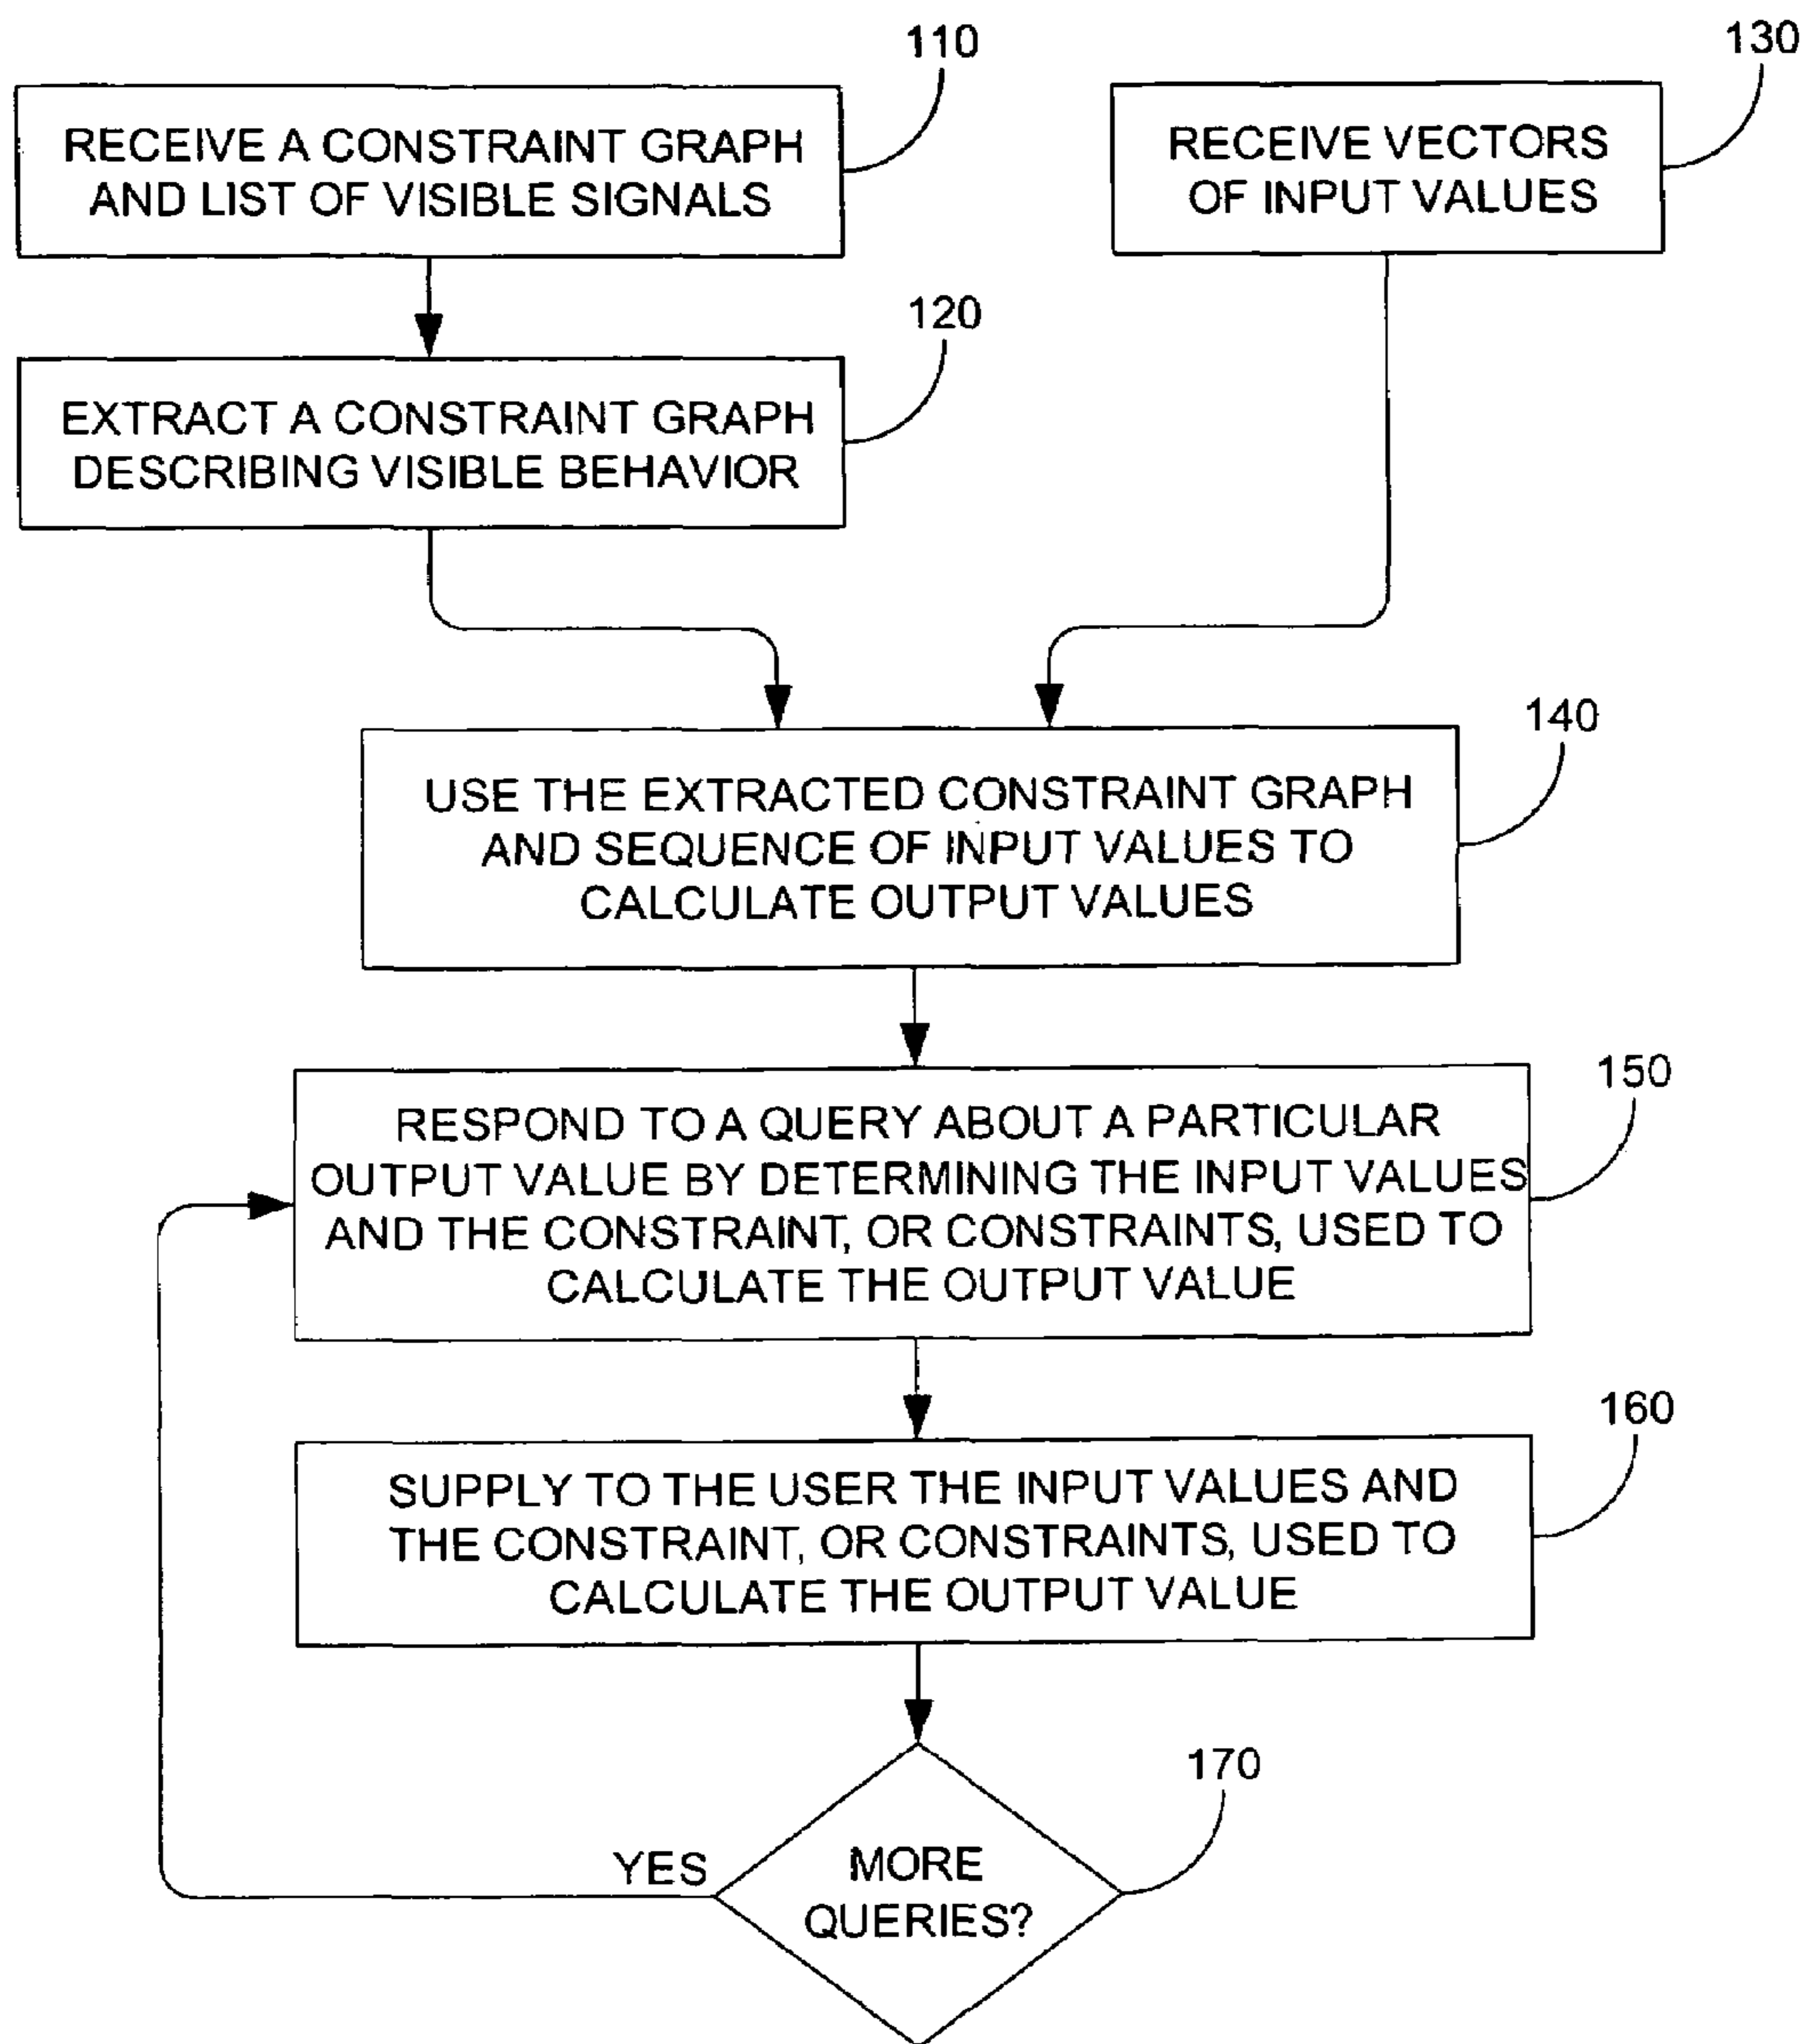 110
130
RECEIVE A CONSTRAINT GRAPH
AND LIST OF VISIBLE SIGNALS
RECEIVE VECTORS
OF INPUT VALUES
120
EXTRACT A CONSTRAINT GRAPH
DESCRIBING VISIBLE BEHAVIOR
140
USE THE EXTRACTED CONSTRAINT GRAPH
AND SEQUENCE OF INPUT VALUES TO
CALCULATE OUTPUT VALUES
150
RESPOND TO A QUERY ABOUT A PARTICULAR
OUTPUT VALUE BY DETERMINING THE INPUT VALUES
AND THE CONSTRAINT, OR CONSTRAINTS, USED TO
CALCULATE THE OUTPUT VALUE
160
SUPPLY TO THE USER THE INPUT VALUES AND
THE CONSTRAINT, OR CONSTRAINTS, USED TO
CALCULATE THE OUTPUT VALUE
170
YES
MORE
QUERIES?